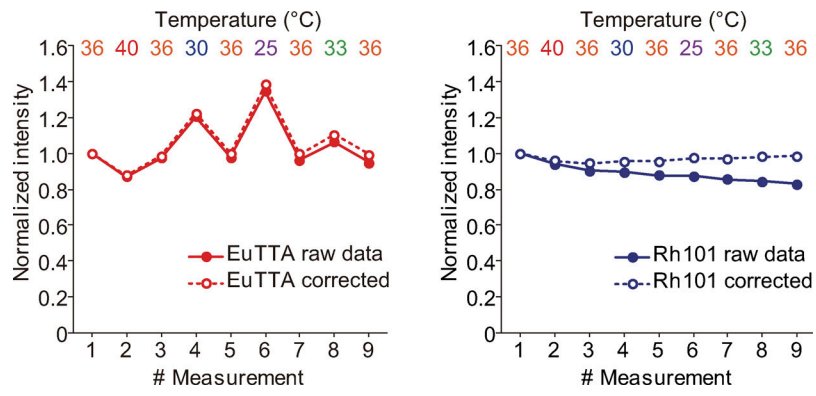 Temperature (°C)
36 40 36 30 36 25 36 33 36
1.6
1.4
1.2
1.0
0.8
0.6
0.4
0.2
0
Normalized intensity
EuTTA raw data
EuTTA corrected
1 2 3 4 5 6 7 8 9
# Measurement
Temperature (°C)
36 40 36 30 36 25 36 33 36
1.6
1.4
1.2
1.0
0.8
0.6
0.4
0.2
0
Normalized intensity
Rh101 raw data
Rh101 corrected
1 2 3 4 5 6 7 8 9
# Measurement